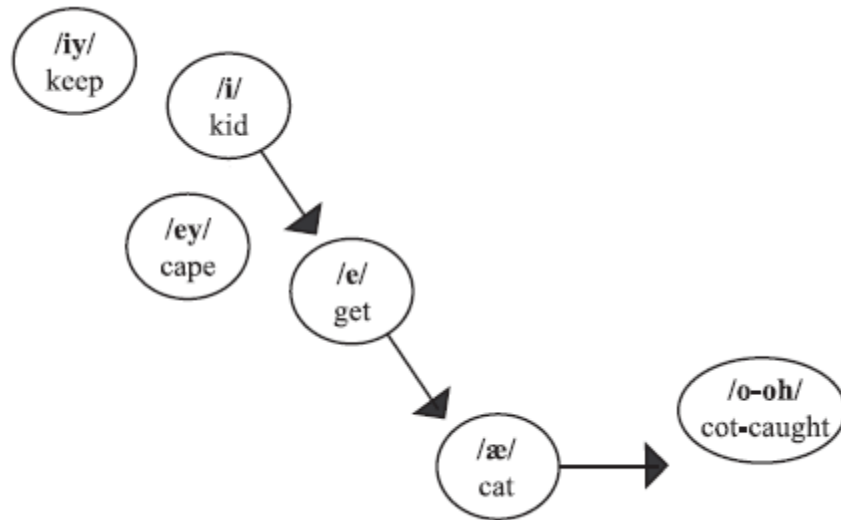 /iy/
keep
/i/
kid
/ey/
cape
/e/
get
/o-oh/
cot-caught
/æ/
cat